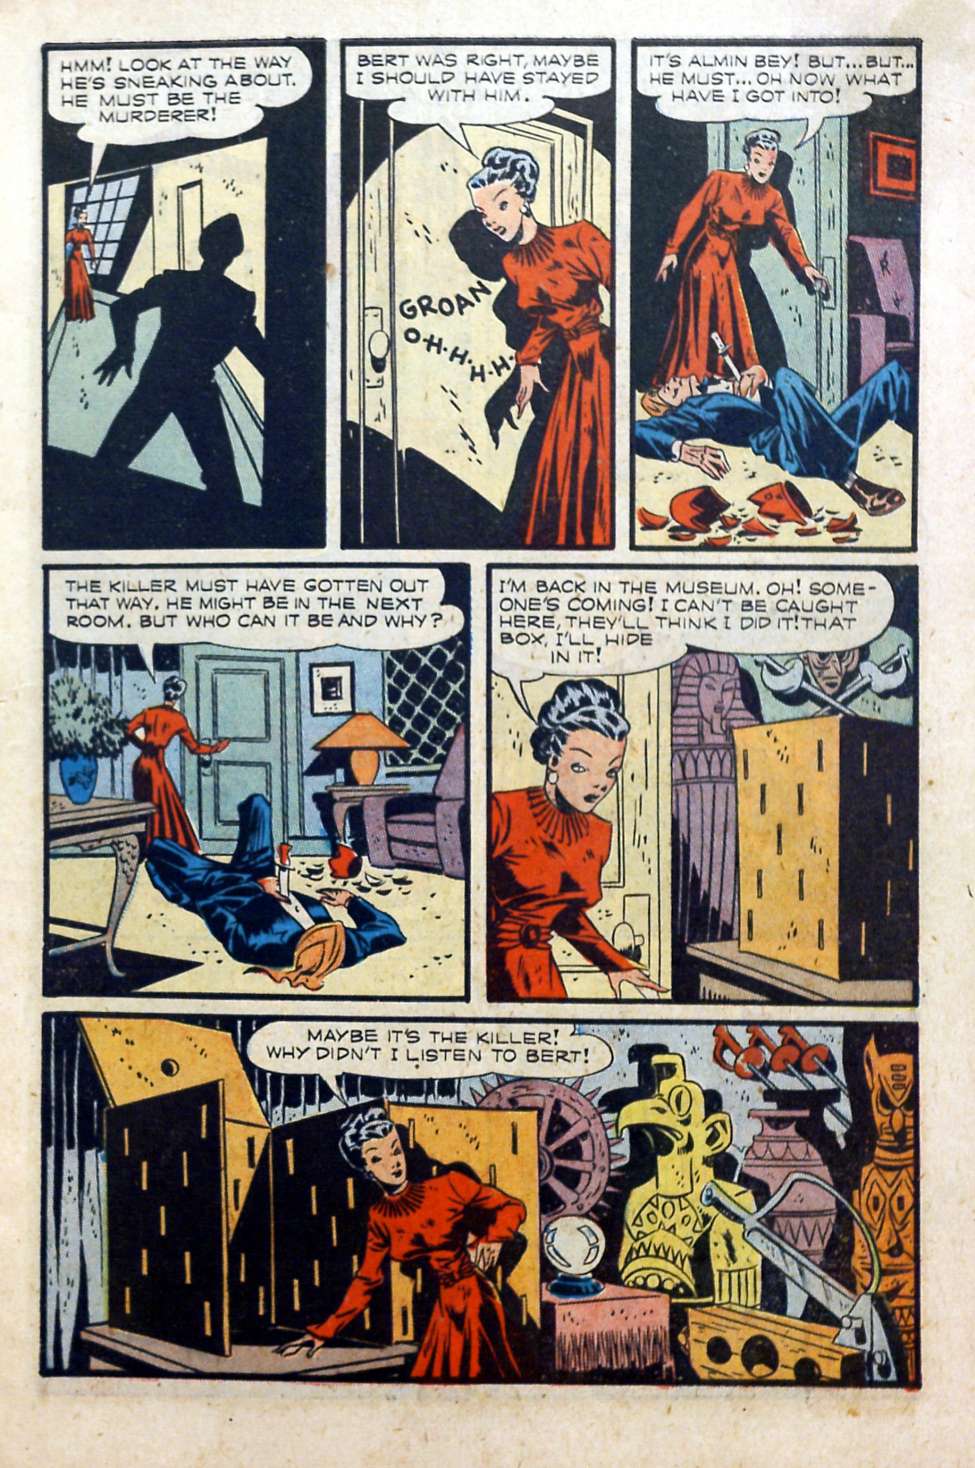 HMM! LOOK AT THE WAY
HE'S SNEAKING ABOUT.
HE MUST BE THE
MURDERER!
BERT WAS RIGHT, MAYBE
I SHOULD HAVE STAYED
WITH HIM.
GROAN
O-H-H-H-H-
IT'S ALMIN BEY! BUT...BUT...
HE MUST... OH NOW, WHAT
HAVE I GOT INTO!
THE KILLER MUST HAVE GOTTEN OUT
THAT WAY. HE MIGHT BE IN THE NEXT
ROOM. BUT WHO CAN IT BE AND WHY?
I'M BACK IN THE MUSEUM. OH! SOME-
ONE'S COMING! I CAN'T BE CAUGHT
HERE, THEY'LL THINK I DID IT! THAT
BOX, I'LL HIDE
IN IT!
MAYBE IT'S THE KILLER!
WHY DIDN'T I LISTEN TO BERT!